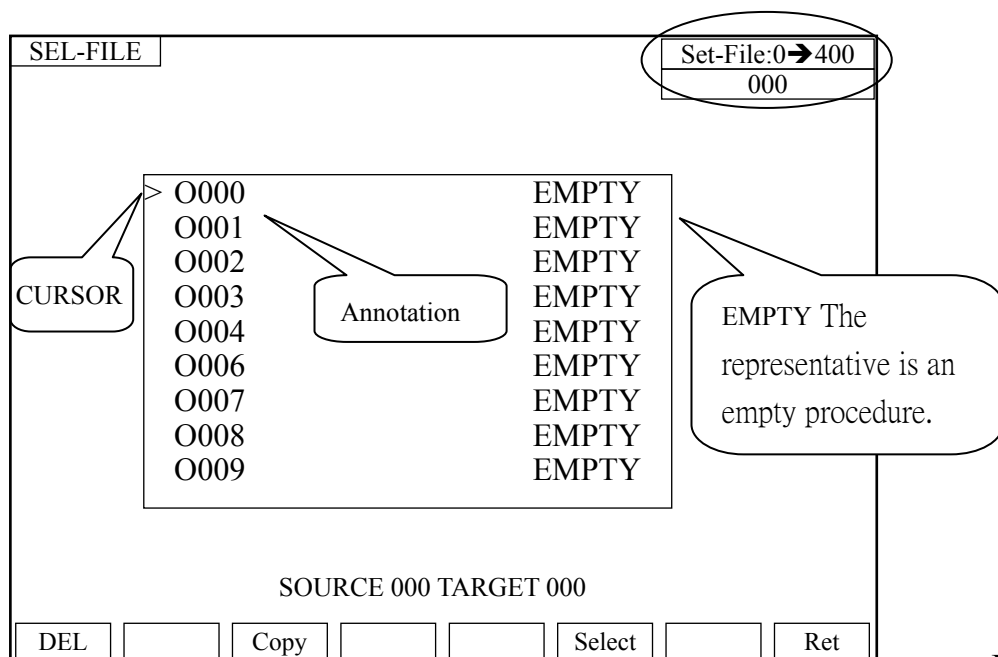 SEL-FILE
Set-File:0➔400
000
> O000 EMPTY
O001 EMPTY
O002 EMPTY
O003 EMPTY
O004 EMPTY
O006 EMPTY
O007 EMPTY
O008 EMPTY
O009 EMPTY
CURSOR
Annotation
EMPTY The
representative is an
empty procedure.
SOURCE 000 TARGET 000
DEL Copy Select Ret